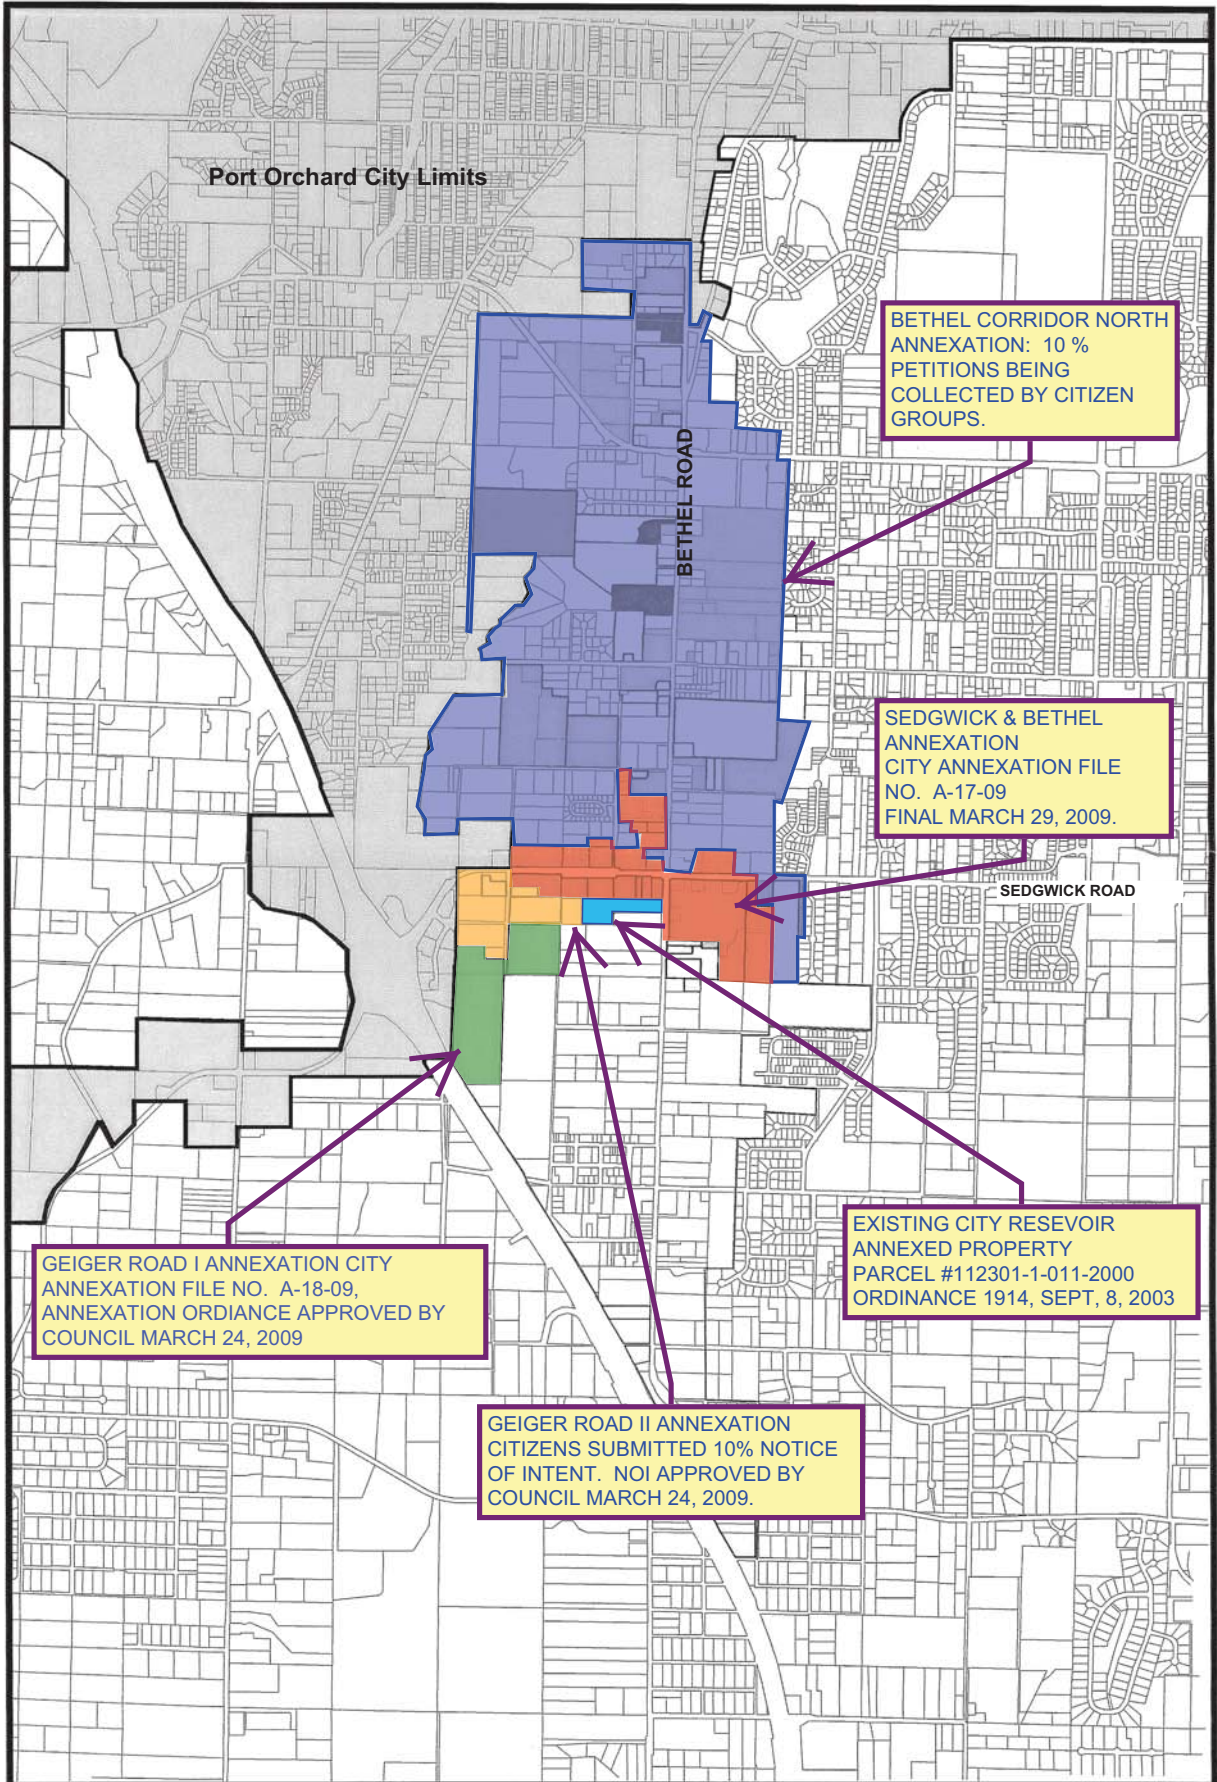 Port Orchard City Limits
BETHEL CORRIDOR NORTH
ANNEXATION: 10 %
PETITIONS BEING
COLLECTED BY CITIZEN
GROUPS.
BETHEL ROAD
SEDGWICK & BETHEL
ANNEXATION
CITY ANNEXATION FILE
NO. A-17-09
FINAL MARCH 29, 2009.
SEDGWICK ROAD
EXISTING CITY RESEVOIR
ANNEXED PROPERTY
PARCEL #112301-1-011-2000
ORDINANCE 1914, SEPT, 8, 2003
GEIGER ROAD I ANNEXATION CITY
ANNEXATION FILE NO. A-18-09,
ANNEXATION ORDIANCE APPROVED BY
COUNCIL MARCH 24, 2009
GEIGER ROAD II ANNEXATION
CITIZENS SUBMITTED 10% NOTICE
OF INTENT. NOI APPROVED BY
COUNCIL MARCH 24, 2009.